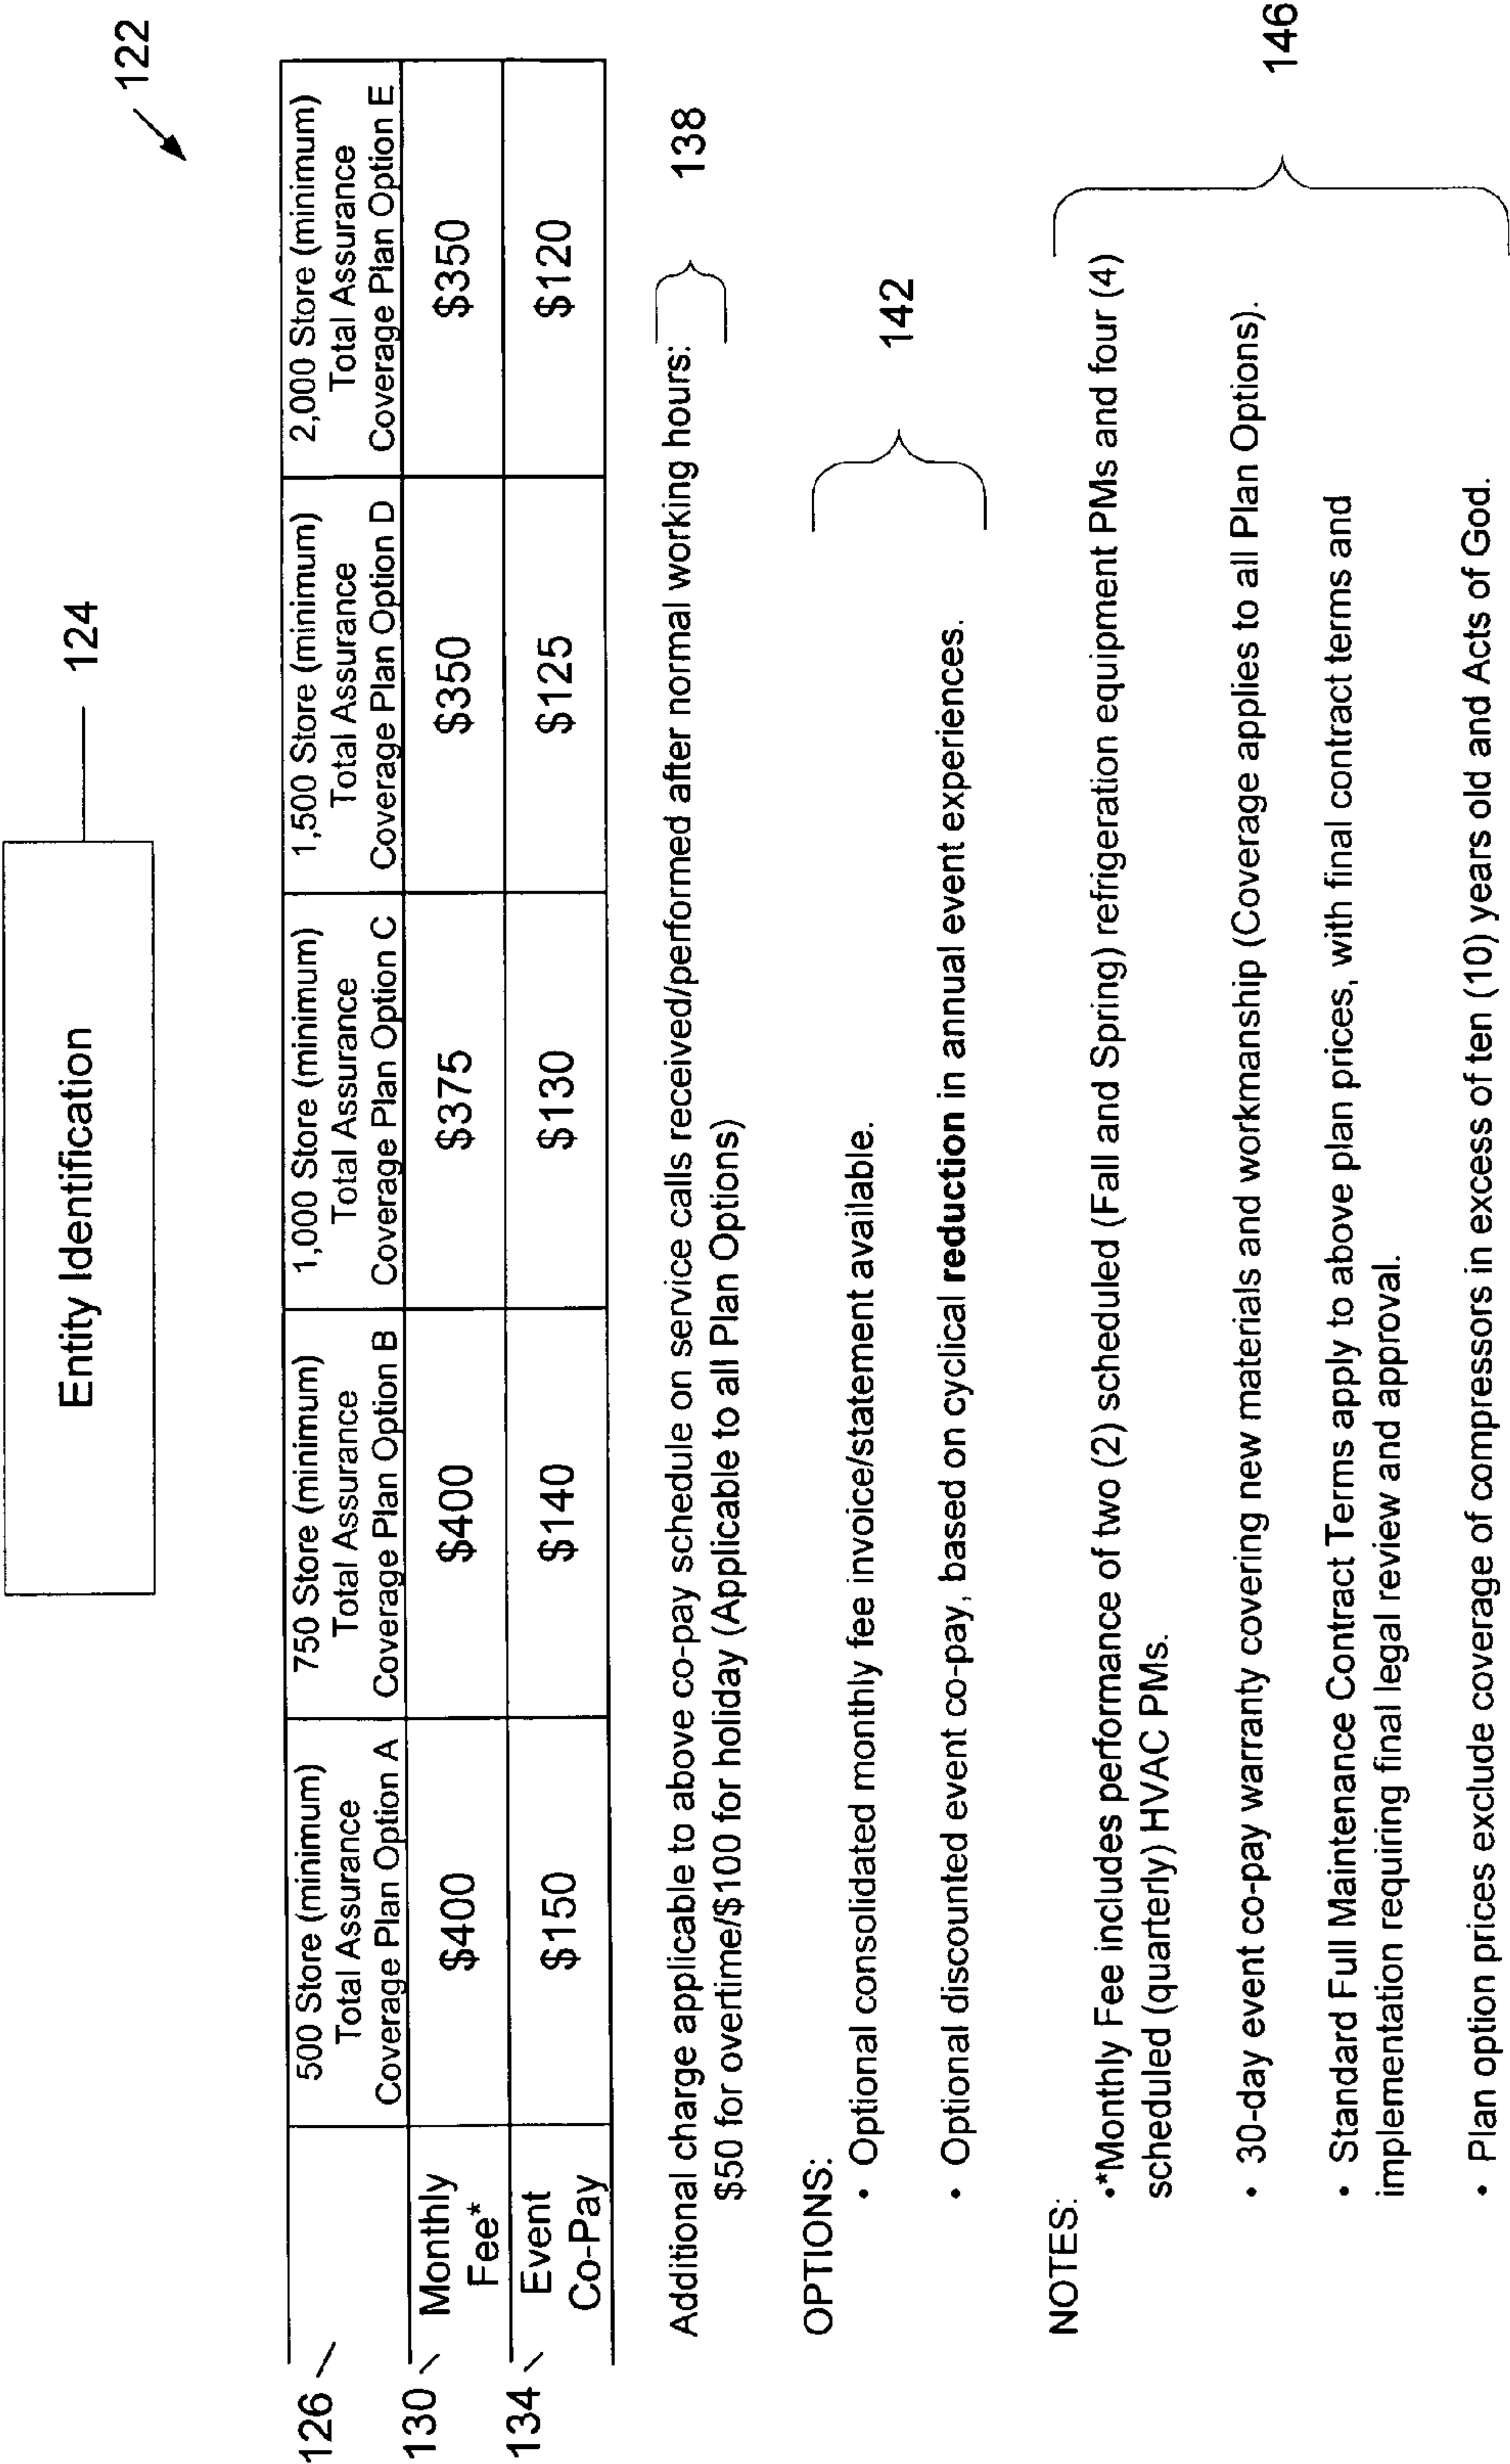 Entity Identification
124
122
126
500 Store (minimum)
Total Assurance
Coverage Plan Option A
750 Store (minimum)
Total Assurance
Coverage Plan Option B
1,000 Store (minimum)
Total Assurance
Coverage Plan Option C
1,500 Store (minimum)
Total Assurance
Coverage Plan Option D
2,000 Store (minimum)
Total Assurance
Coverage Plan Option E
130
Monthly
Fee*
$400
$400
$375
$350
$350
134
Event
Co-Pay
$150
$140
$130
$125
$120
Additional charge applicable to above co-pay schedule on service calls received/performed after normal working hours:
$50 for overtime/$100 for holiday (Applicable to all Plan Options)
138
OPTIONS:
• Optional consolidated monthly fee invoice/statement available.
• Optional discounted event co-pay, based on cyclical reduction in annual event experiences.
142
NOTES:
•*Monthly Fee includes performance of two (2) scheduled (Fall and Spring) refrigeration equipment PMs and four (4)
scheduled (quarterly) HVAC PMs.
• 30-day event co-pay warranty covering new materials and workmanship (Coverage applies to all Plan Options).
• Standard Full Maintenance Contract Terms apply to above plan prices, with final contract terms and
implementation requiring final legal review and approval.
• Plan option prices exclude coverage of compressors in excess of ten (10) years old and Acts of God.
146